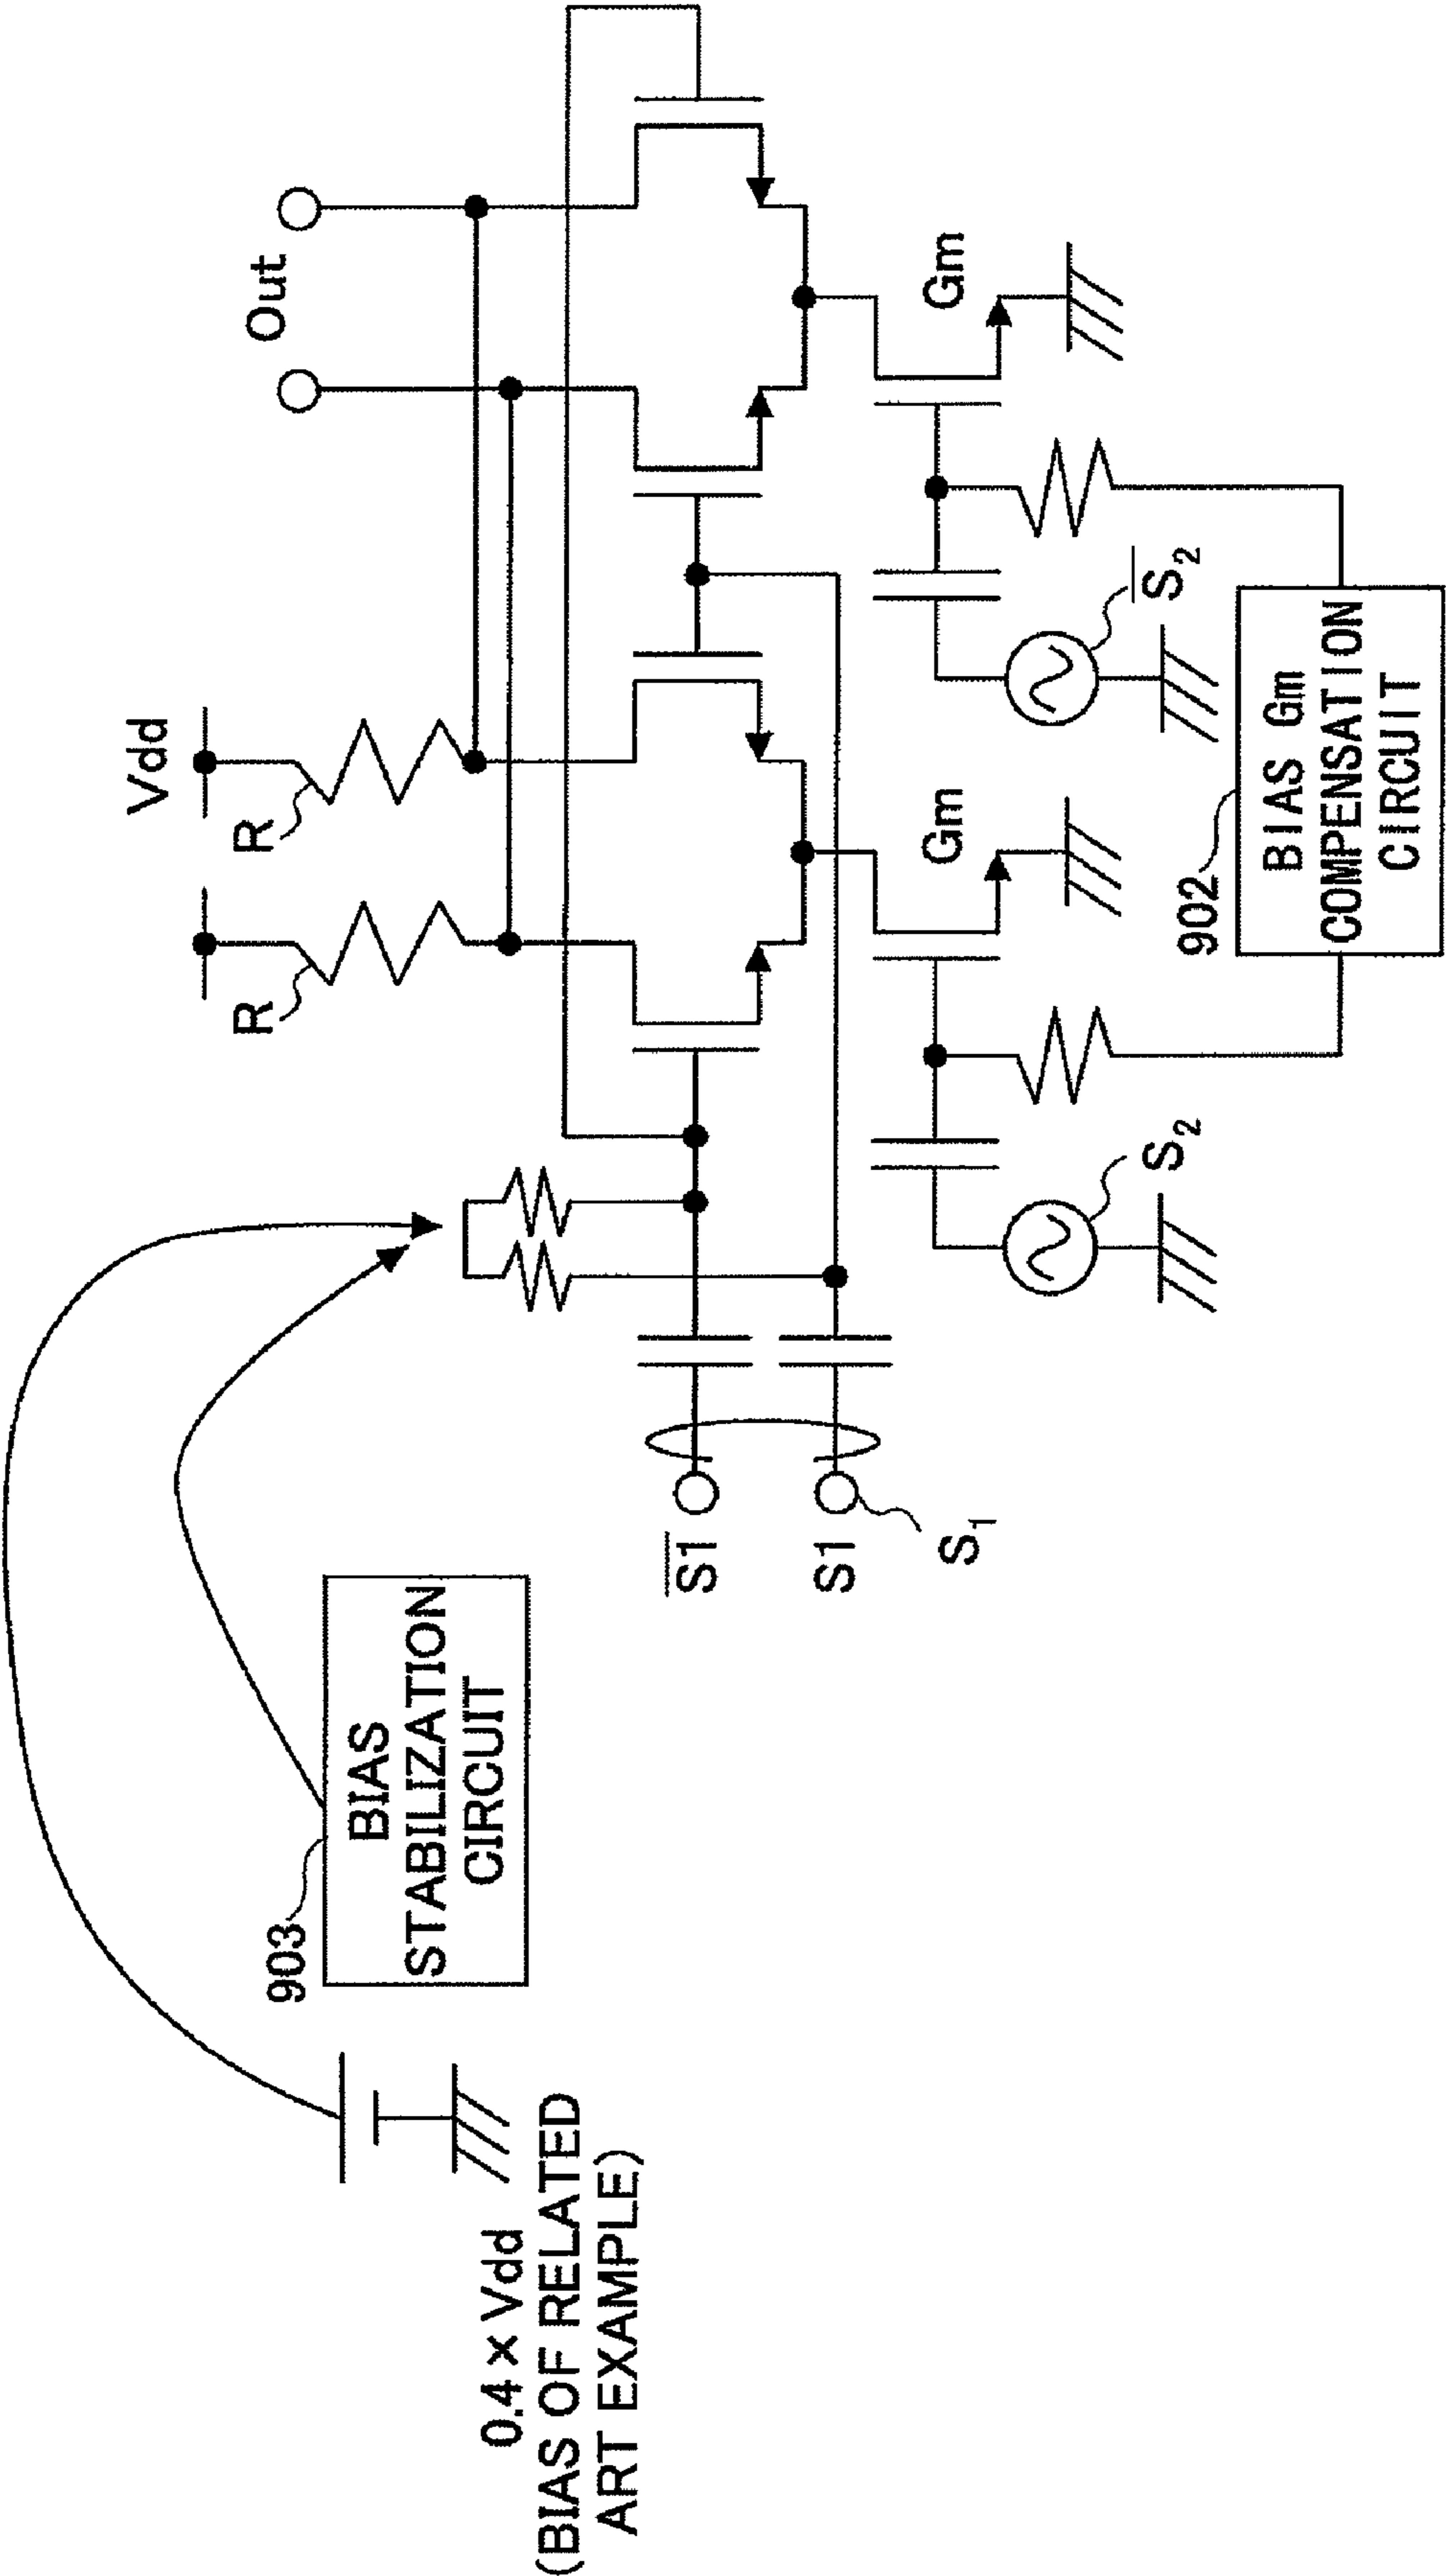 Vdd
Out
R
R
903
BIAS
STABILIZATION
CIRCUIT
0.4 × Vdd
(BIAS OF RELATED
ART EXAMPLE)
S1
S1
S1
Gm
Gm
S2
S2
902
BIAS Gm
COMPENSATION
CIRCUIT